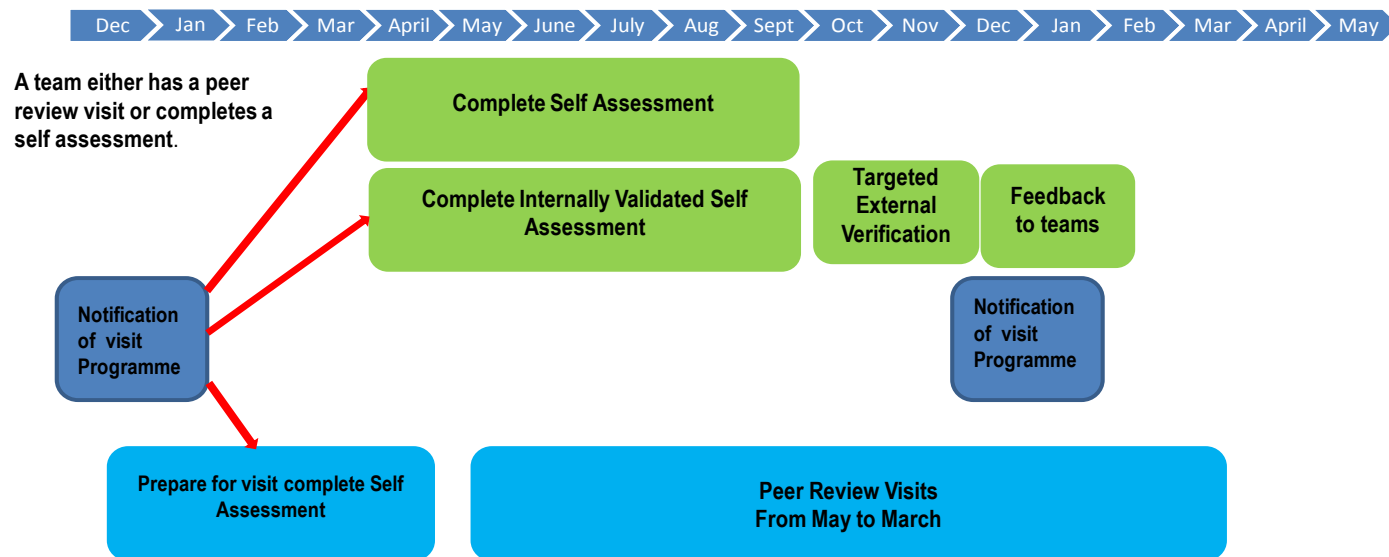 Dec Jan Feb Mar April May June July Aug Sept Oct Nov Dec Jan Feb Mar April May
A team either has a peer
review visit or completes a
self assessment.
Complete Self Assessment
Complete Internally Validated Self
Assessment
Targeted
External
Verification
Feedback
to teams
Notification
of visit
Programme
Notification
of visit
Programme
Prepare for visit complete Self
Assessment
Peer Review Visits
From May to March